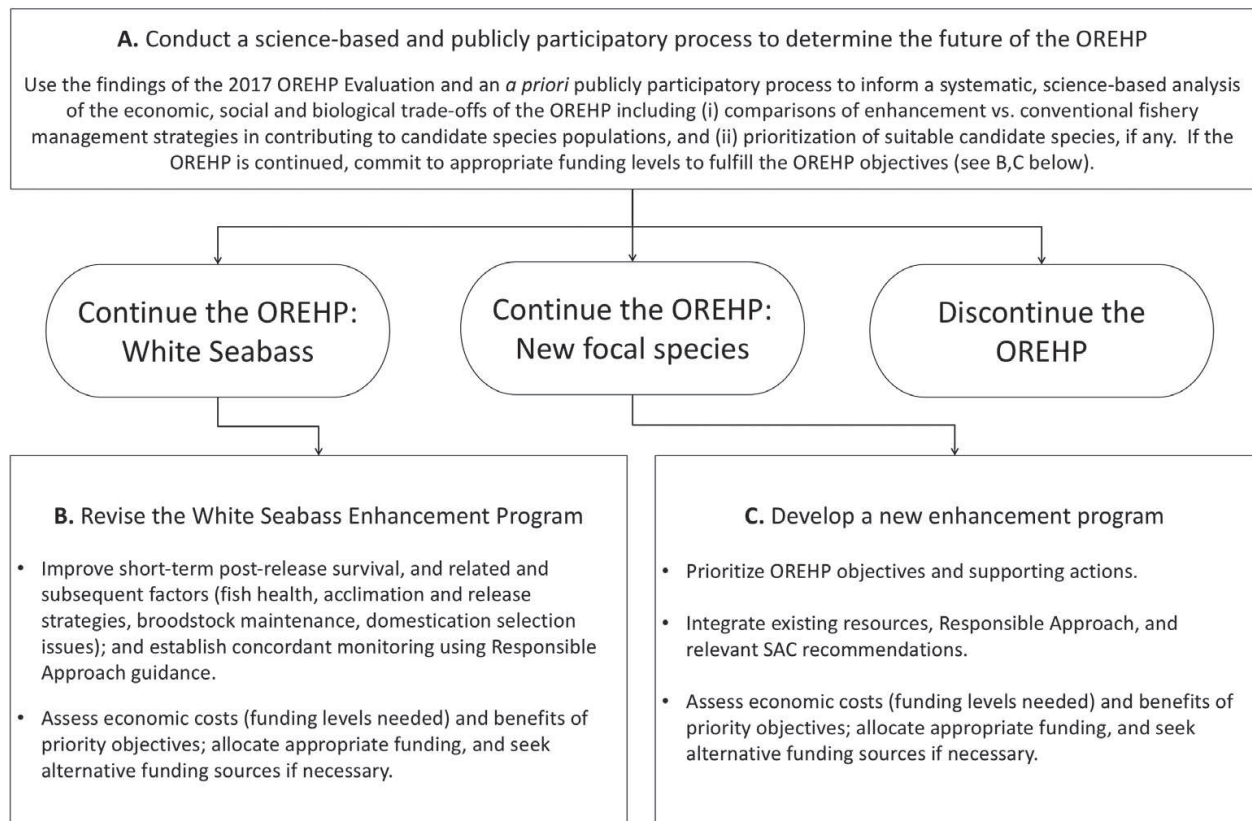 A. Conduct a science-based and publicly participatory process to determine the future of the OREHP
Use the findings of the 2017 OREHP Evaluation and an a priori publicly participatory process to inform a systematic, science-based analysis
of the economic, social and biological trade-offs of the OREHP including (i) comparisons of enhancement vs. conventional fishery
management strategies in contributing to candidate species populations, and (ii) prioritization of suitable candidate species, if any.  If the
OREHP is continued, commit to appropriate funding levels to fulfill the OREHP objectives (see B,C below).
Continue the OREHP:
White Seabass
Continue the OREHP:
New focal species
Discontinue the
OREHP
B. Revise the White Seabass Enhancement Program
• Improve short-term post-release survival, and related and
subsequent factors (fish health, acclimation and release
strategies, broodstock maintenance, domestication selection
issues); and establish concordant monitoring using Responsible
Approach guidance.
• Assess economic costs (funding levels needed) and benefits of
priority objectives; allocate appropriate funding, and seek
alternative funding sources if necessary.
C. Develop a new enhancement program
• Prioritize OREHP objectives and supporting actions.
• Integrate existing resources, Responsible Approach, and
relevant SAC recommendations.
• Assess economic costs (funding levels needed) and benefits of
priority objectives; allocate appropriate funding, and seek
alternative funding sources if necessary.